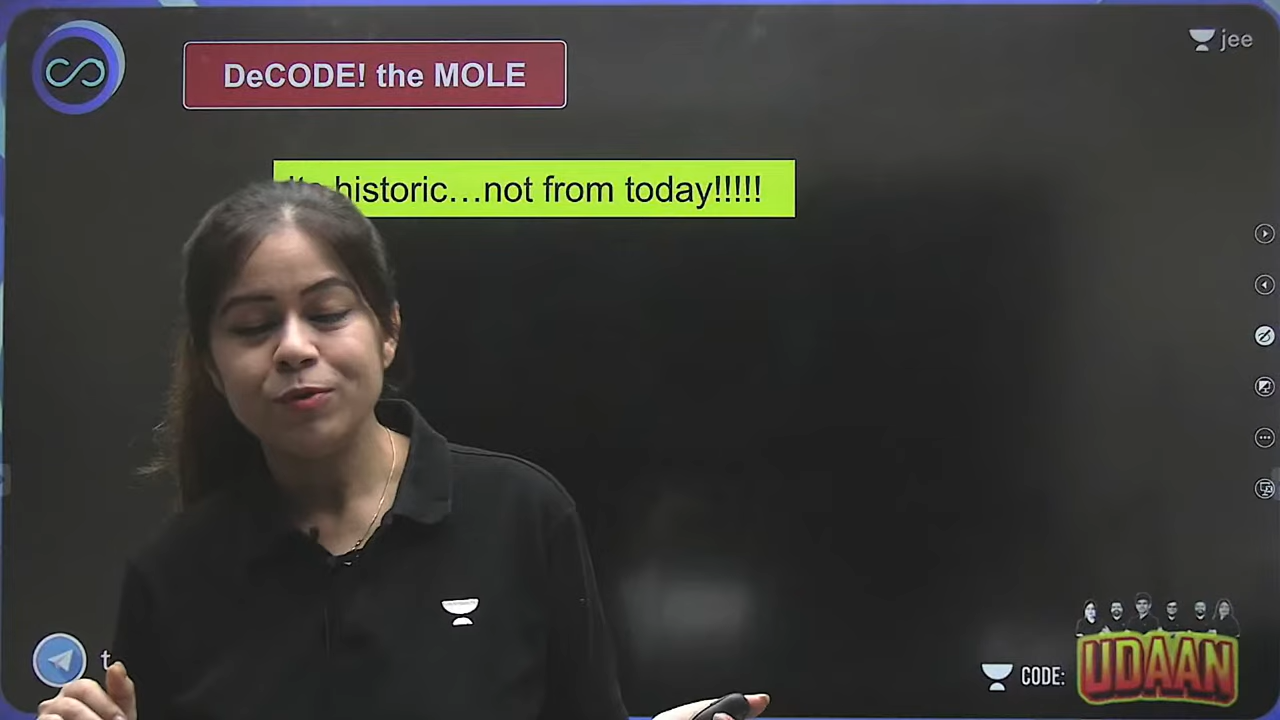 jee
DeCODE! the MOLE
historic...not from today!!!!!
t
CODE:
UDAAN